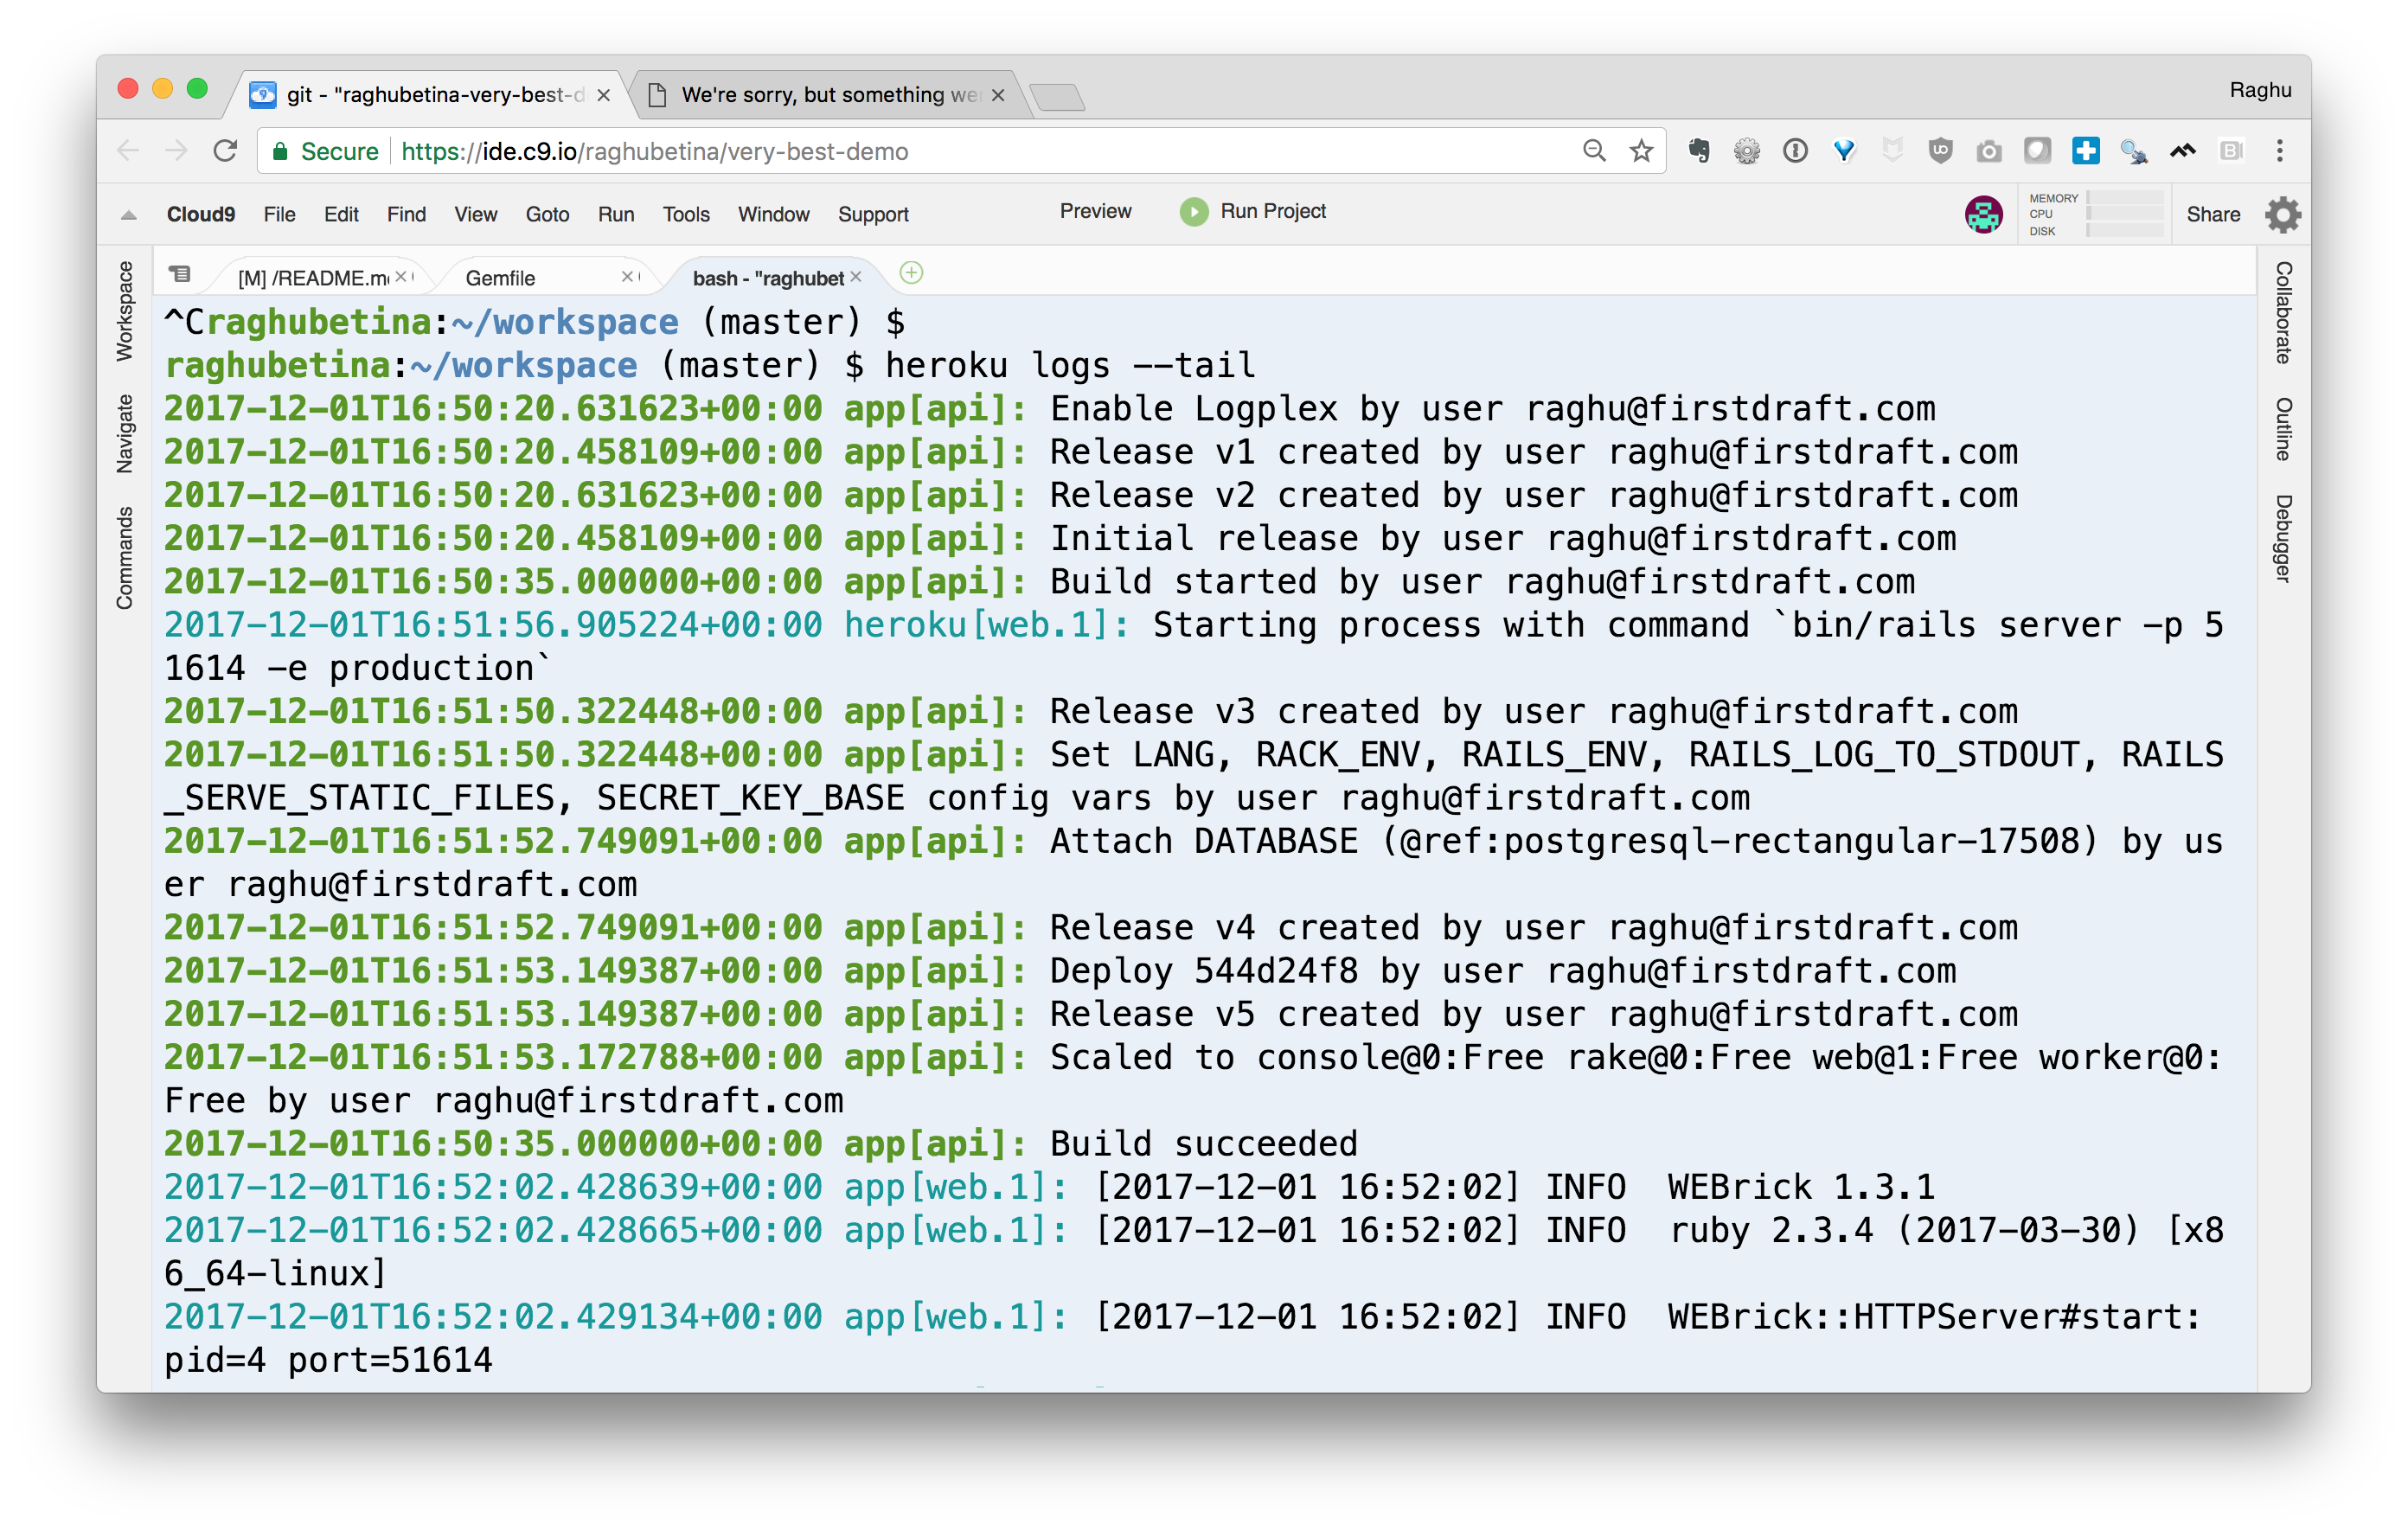 git - "raghubetina-very-best-d
We're sorry, but something we
Raghu
Secure
https://ide.c9.io/raghubetina/very-best-demo
Cloud9 File Edit Find View Goto Run Tools Window Support Preview Run Project
MEMORY
CPU
DISK
Share
Workspace
Navigate
Commands
[M] /README.m
Gemfile
bash - "raghubet
Collaborate
Outline
Debugger
^Craghubetina:~/workspace (master) $
raghubetina:~/workspace (master) $ heroku logs --tail
2017-12-01T16:50:20.631623+00:00 app[api]: Enable Logplex by user raghu@firstdraft.com
2017-12-01T16:50:20.458109+00:00 app[api]: Release v1 created by user raghu@firstdraft.com
2017-12-01T16:50:20.631623+00:00 app[api]: Release v2 created by user raghu@firstdraft.com
2017-12-01T16:50:20.458109+00:00 app[api]: Initial release by user raghu@firstdraft.com
2017-12-01T16:50:35.000000+00:00 app[api]: Build started by user raghu@firstdraft.com
2017-12-01T16:51:56.905224+00:00 heroku[web.1]: Starting process with command `bin/rails server -p 5
1614 -e production`
2017-12-01T16:51:50.322448+00:00 app[api]: Release v3 created by user raghu@firstdraft.com
2017-12-01T16:51:50.322448+00:00 app[api]: Set LANG, RACK_ENV, RAILS_ENV, RAILS_LOG_TO_STDOUT, RAILS
_SERVE_STATIC_FILES, SECRET_KEY_BASE config vars by user raghu@firstdraft.com
2017-12-01T16:51:52.749091+00:00 app[api]: Attach DATABASE (@ref:postgresql-rectangular-17508) by us
er raghu@firstdraft.com
2017-12-01T16:51:52.749091+00:00 app[api]: Release v4 created by user raghu@firstdraft.com
2017-12-01T16:51:53.149387+00:00 app[api]: Deploy 544d24f8 by user raghu@firstdraft.com
2017-12-01T16:51:53.149387+00:00 app[api]: Release v5 created by user raghu@firstdraft.com
2017-12-01T16:51:53.172788+00:00 app[api]: Scaled to console@0:Free rake@0:Free web@1:Free worker@0:
Free by user raghu@firstdraft.com
2017-12-01T16:50:35.000000+00:00 app[api]: Build succeeded
2017-12-01T16:52:02.428639+00:00 app[web.1]: [2017-12-01 16:52:02] INFO  WEBrick 1.3.1
2017-12-01T16:52:02.428665+00:00 app[web.1]: [2017-12-01 16:52:02] INFO  ruby 2.3.4 (2017-03-30) [x8
6_64-linux]
2017-12-01T16:52:02.429134+00:00 app[web.1]: [2017-12-01 16:52:02] INFO  WEBrick::HTTPServer#start:
pid=4 port=51614